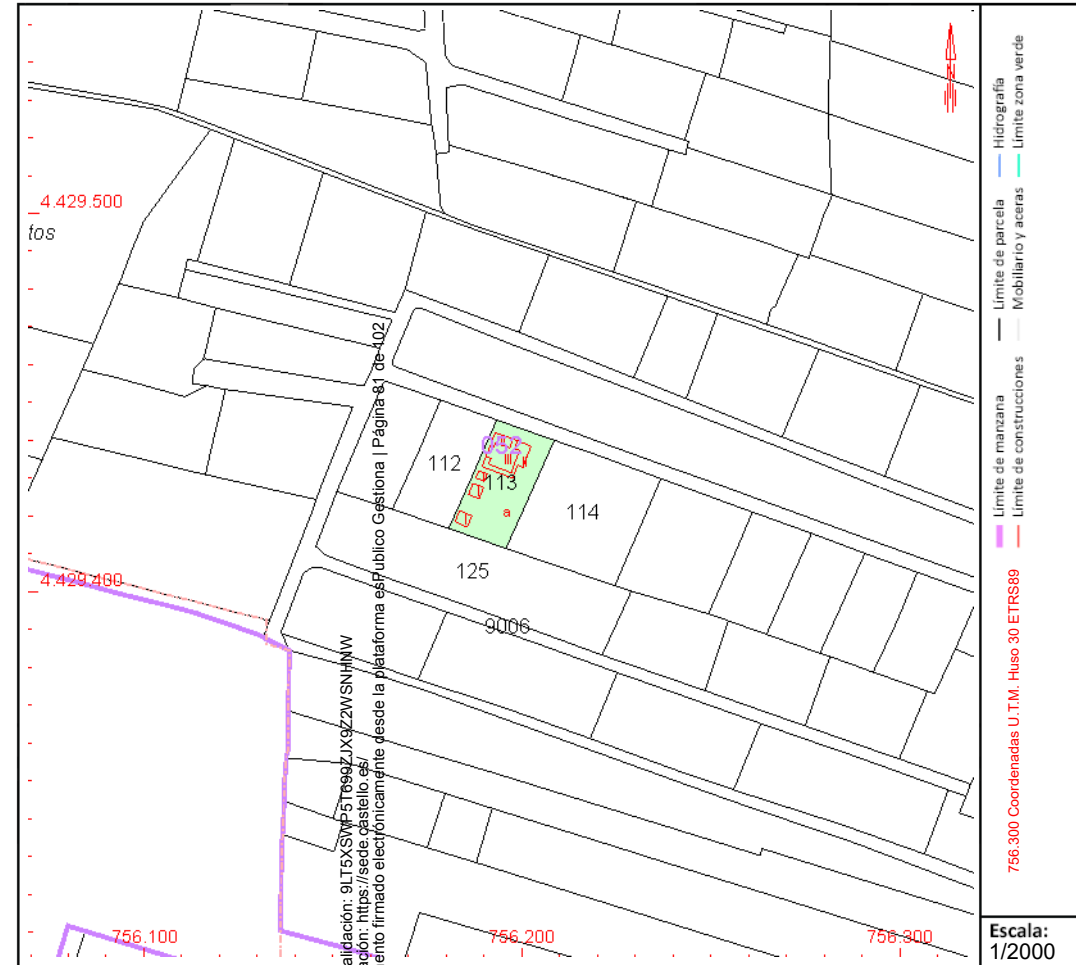 4.429.500
tos
052
112
113
a
114
4.429.400
125
9006
756.100
756.200
756.300
alidación: 9LT5XSWP5T699ZJX9Z2WSNHNW
ación: https://sede.castello.es/
ento firmado electrónicamente desde la plataforma esPublico Gestiona | Página 81 de 102
N
Hidrografía
Límite zona verde
Límite de parcela
Mobiliario y aceras
Límite de manzana
Límite de construcciones
756.300 Coordenadas U.T.M. Huso 30 ETRS89
Escala:
1/2000